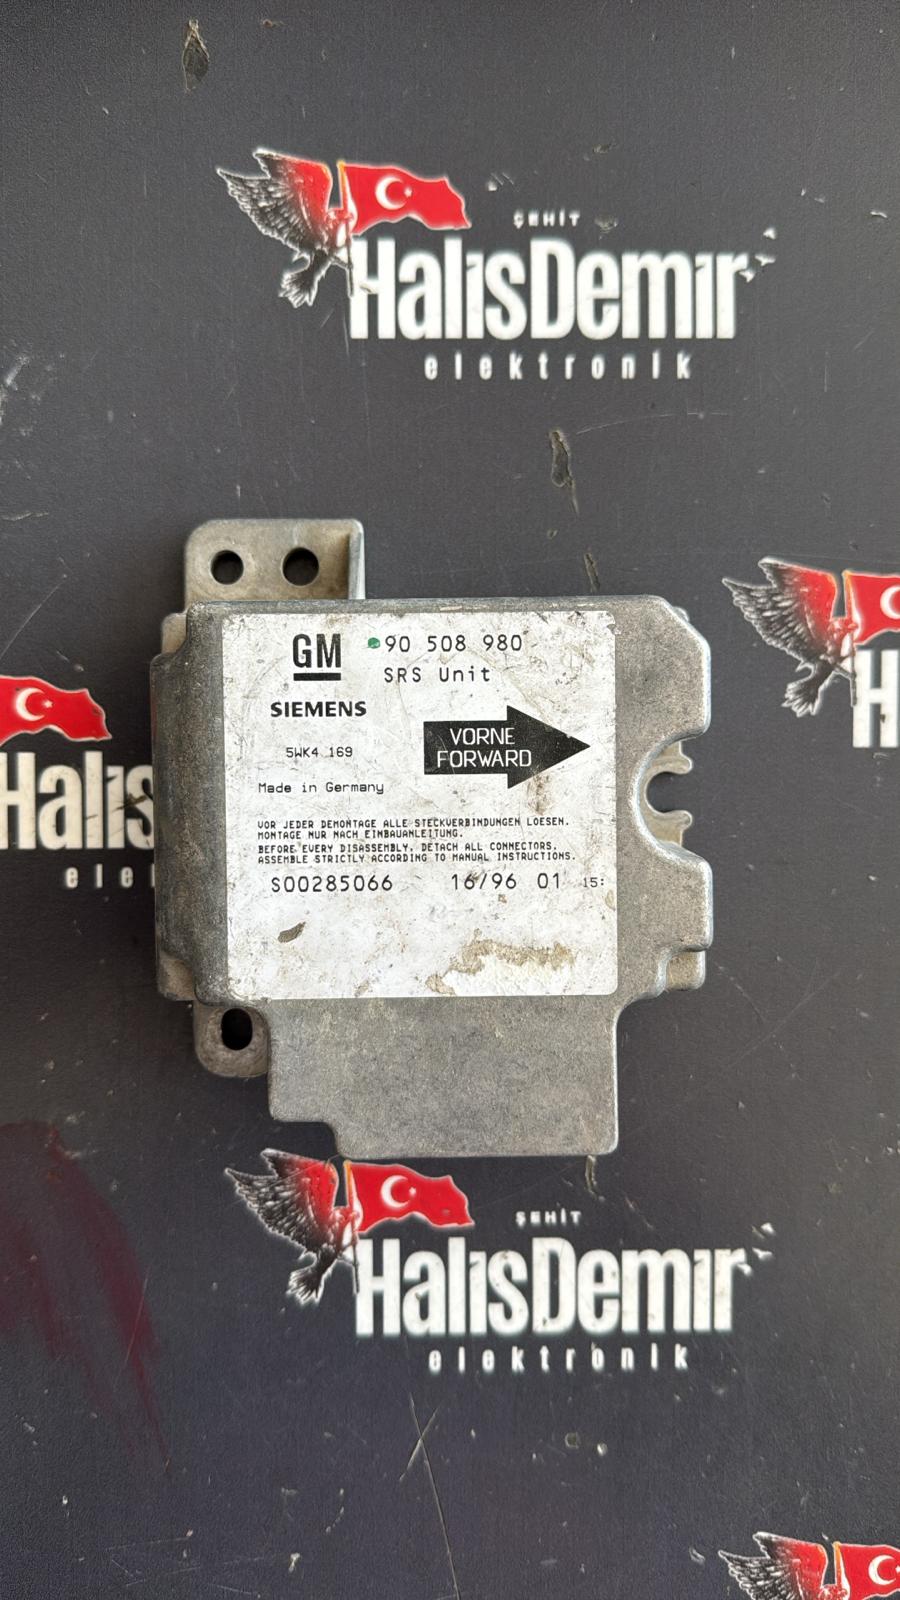 ŞEHİT
HalısDemır
elektronik
GM
90 508 980
SRS Unit
SIEMENS
5WK4 169
VORNE
FORWARD
Made in Germany
VOR JEDER DEMONTAGE ALLE STECKVERBINDUNGEN LOESEN.
MONTAGE NUR NACH EINBAUANLEITUNG.
BEFORE EVERY DISASSEMBLY, DETACH ALL CONNECTORS.
ASSEMBLE STRICTLY ACCORDING TO MANUAL INSTRUCTIONS.
S00285066 16/96 01 15:
Halıs
ele
H
ŞEHİT
HalısDemır
elektronik